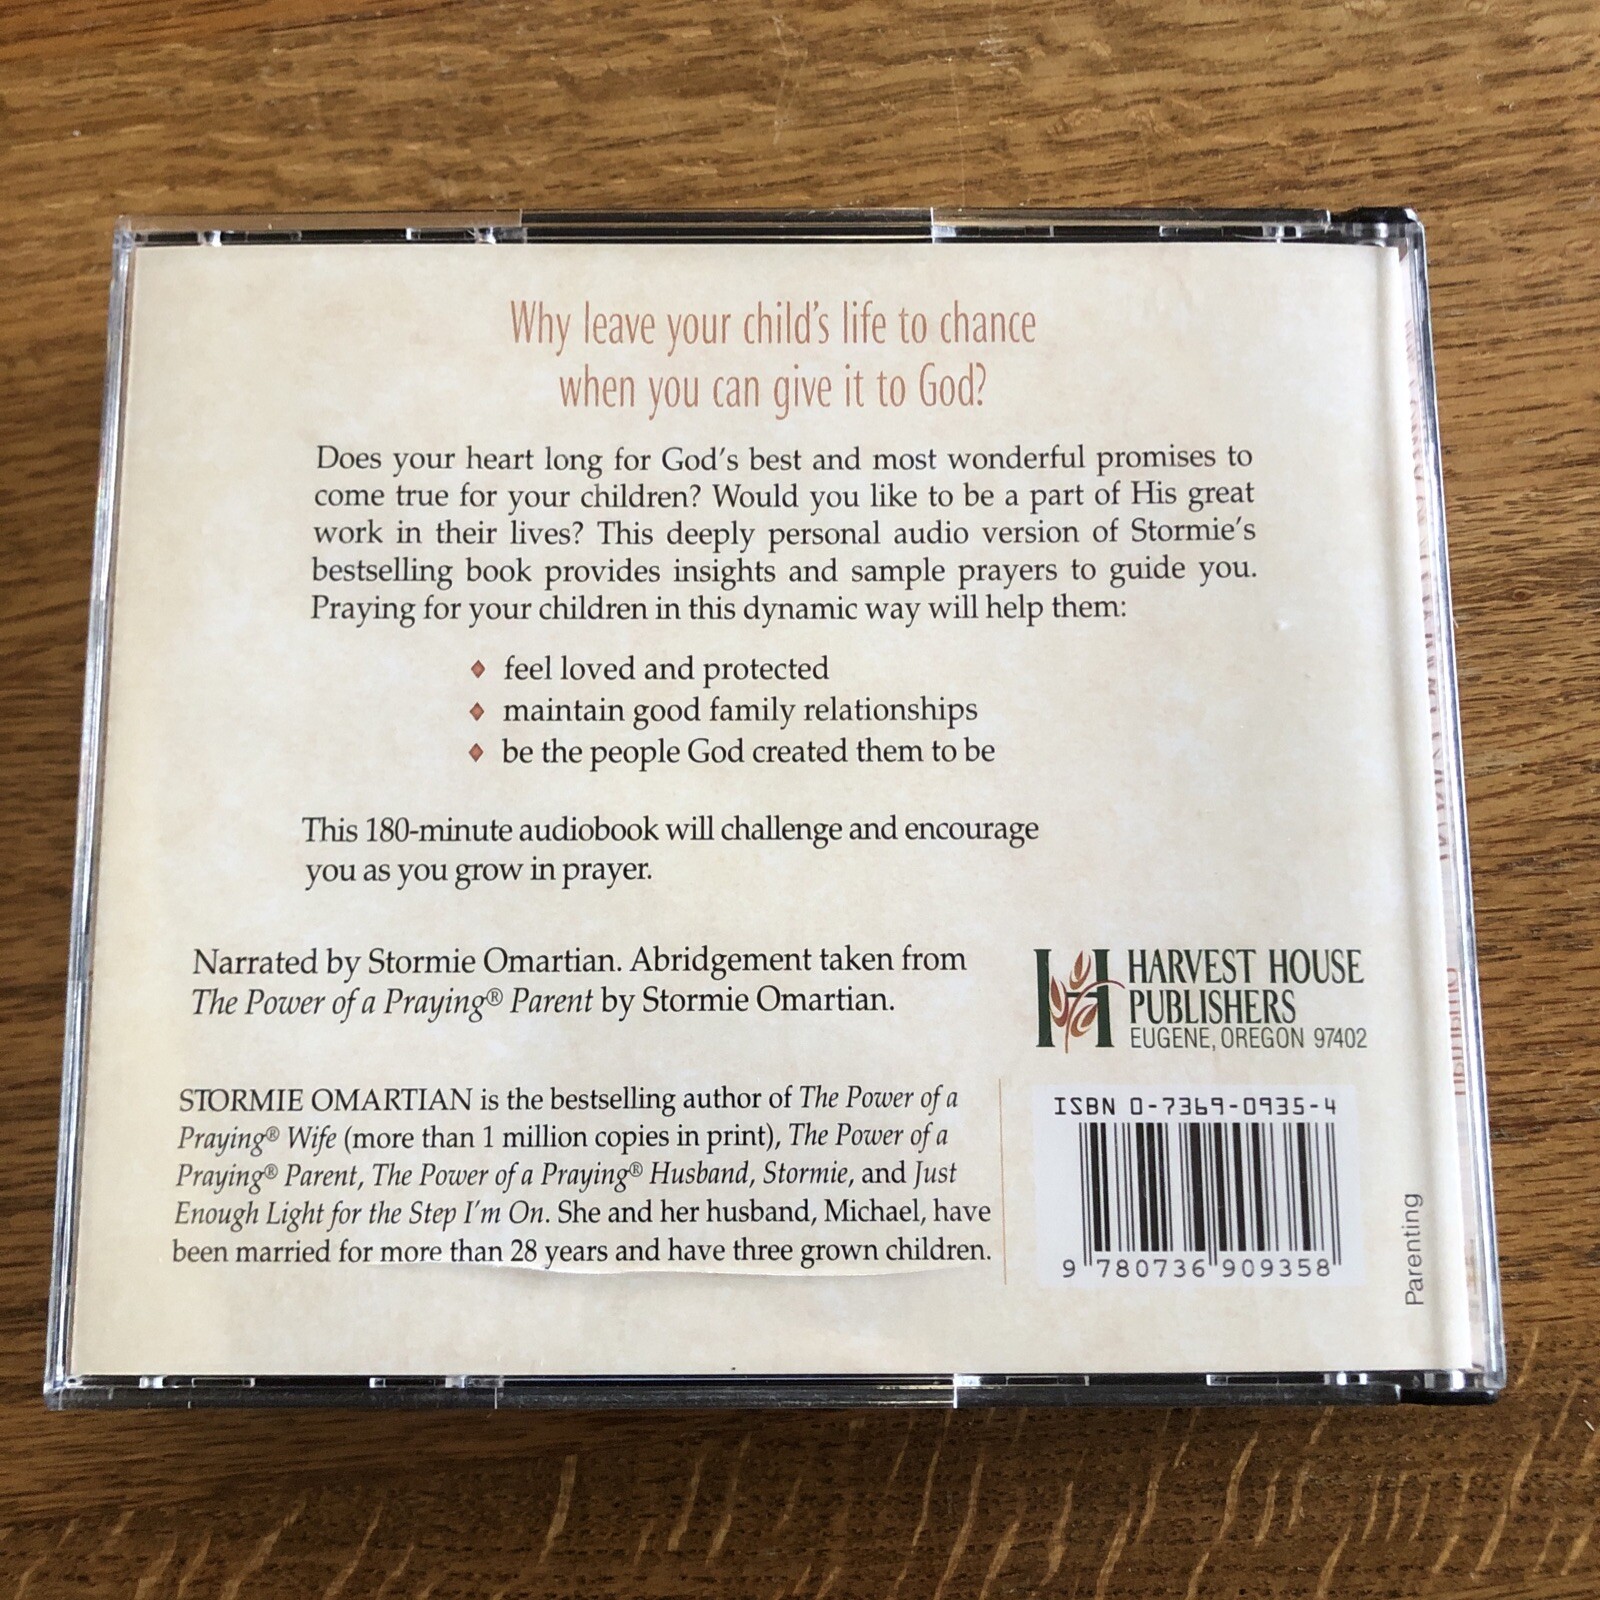 Why leave your child's life to chance
when you can give it to God?
Does your heart long for God's best and most wonderful promises to
come true for your children? Would you like to be a part of His great
work in their lives? This deeply personal audio version of Stormie's
bestselling book provides insights and sample prayers to guide you.
Praying for your children in this dynamic way will help them:
♦ feel loved and protected
♦ maintain good family relationships
♦ be the people God created them to be
This 180-minute audiobook will challenge and encourage
you as you grow in prayer.
Narrated by Stormie Omartian. Abridgement taken from
The Power of a Praying® Parent by Stormie Omartian.
HARVEST HOUSE
PUBLISHERS
EUGENE, OREGON 97402
STORMIE OMARTIAN is the bestselling author of The Power of a
Praying® Wife (more than 1 million copies in print), The Power of a
Praying® Parent, The Power of a Praying® Husband, Stormie, and Just
Enough Light for the Step I'm On. She and her husband, Michael, have
been married for more than 28 years and have three grown children.
ISBN 0-7369-0935-4
9 780736 909358
Parenting